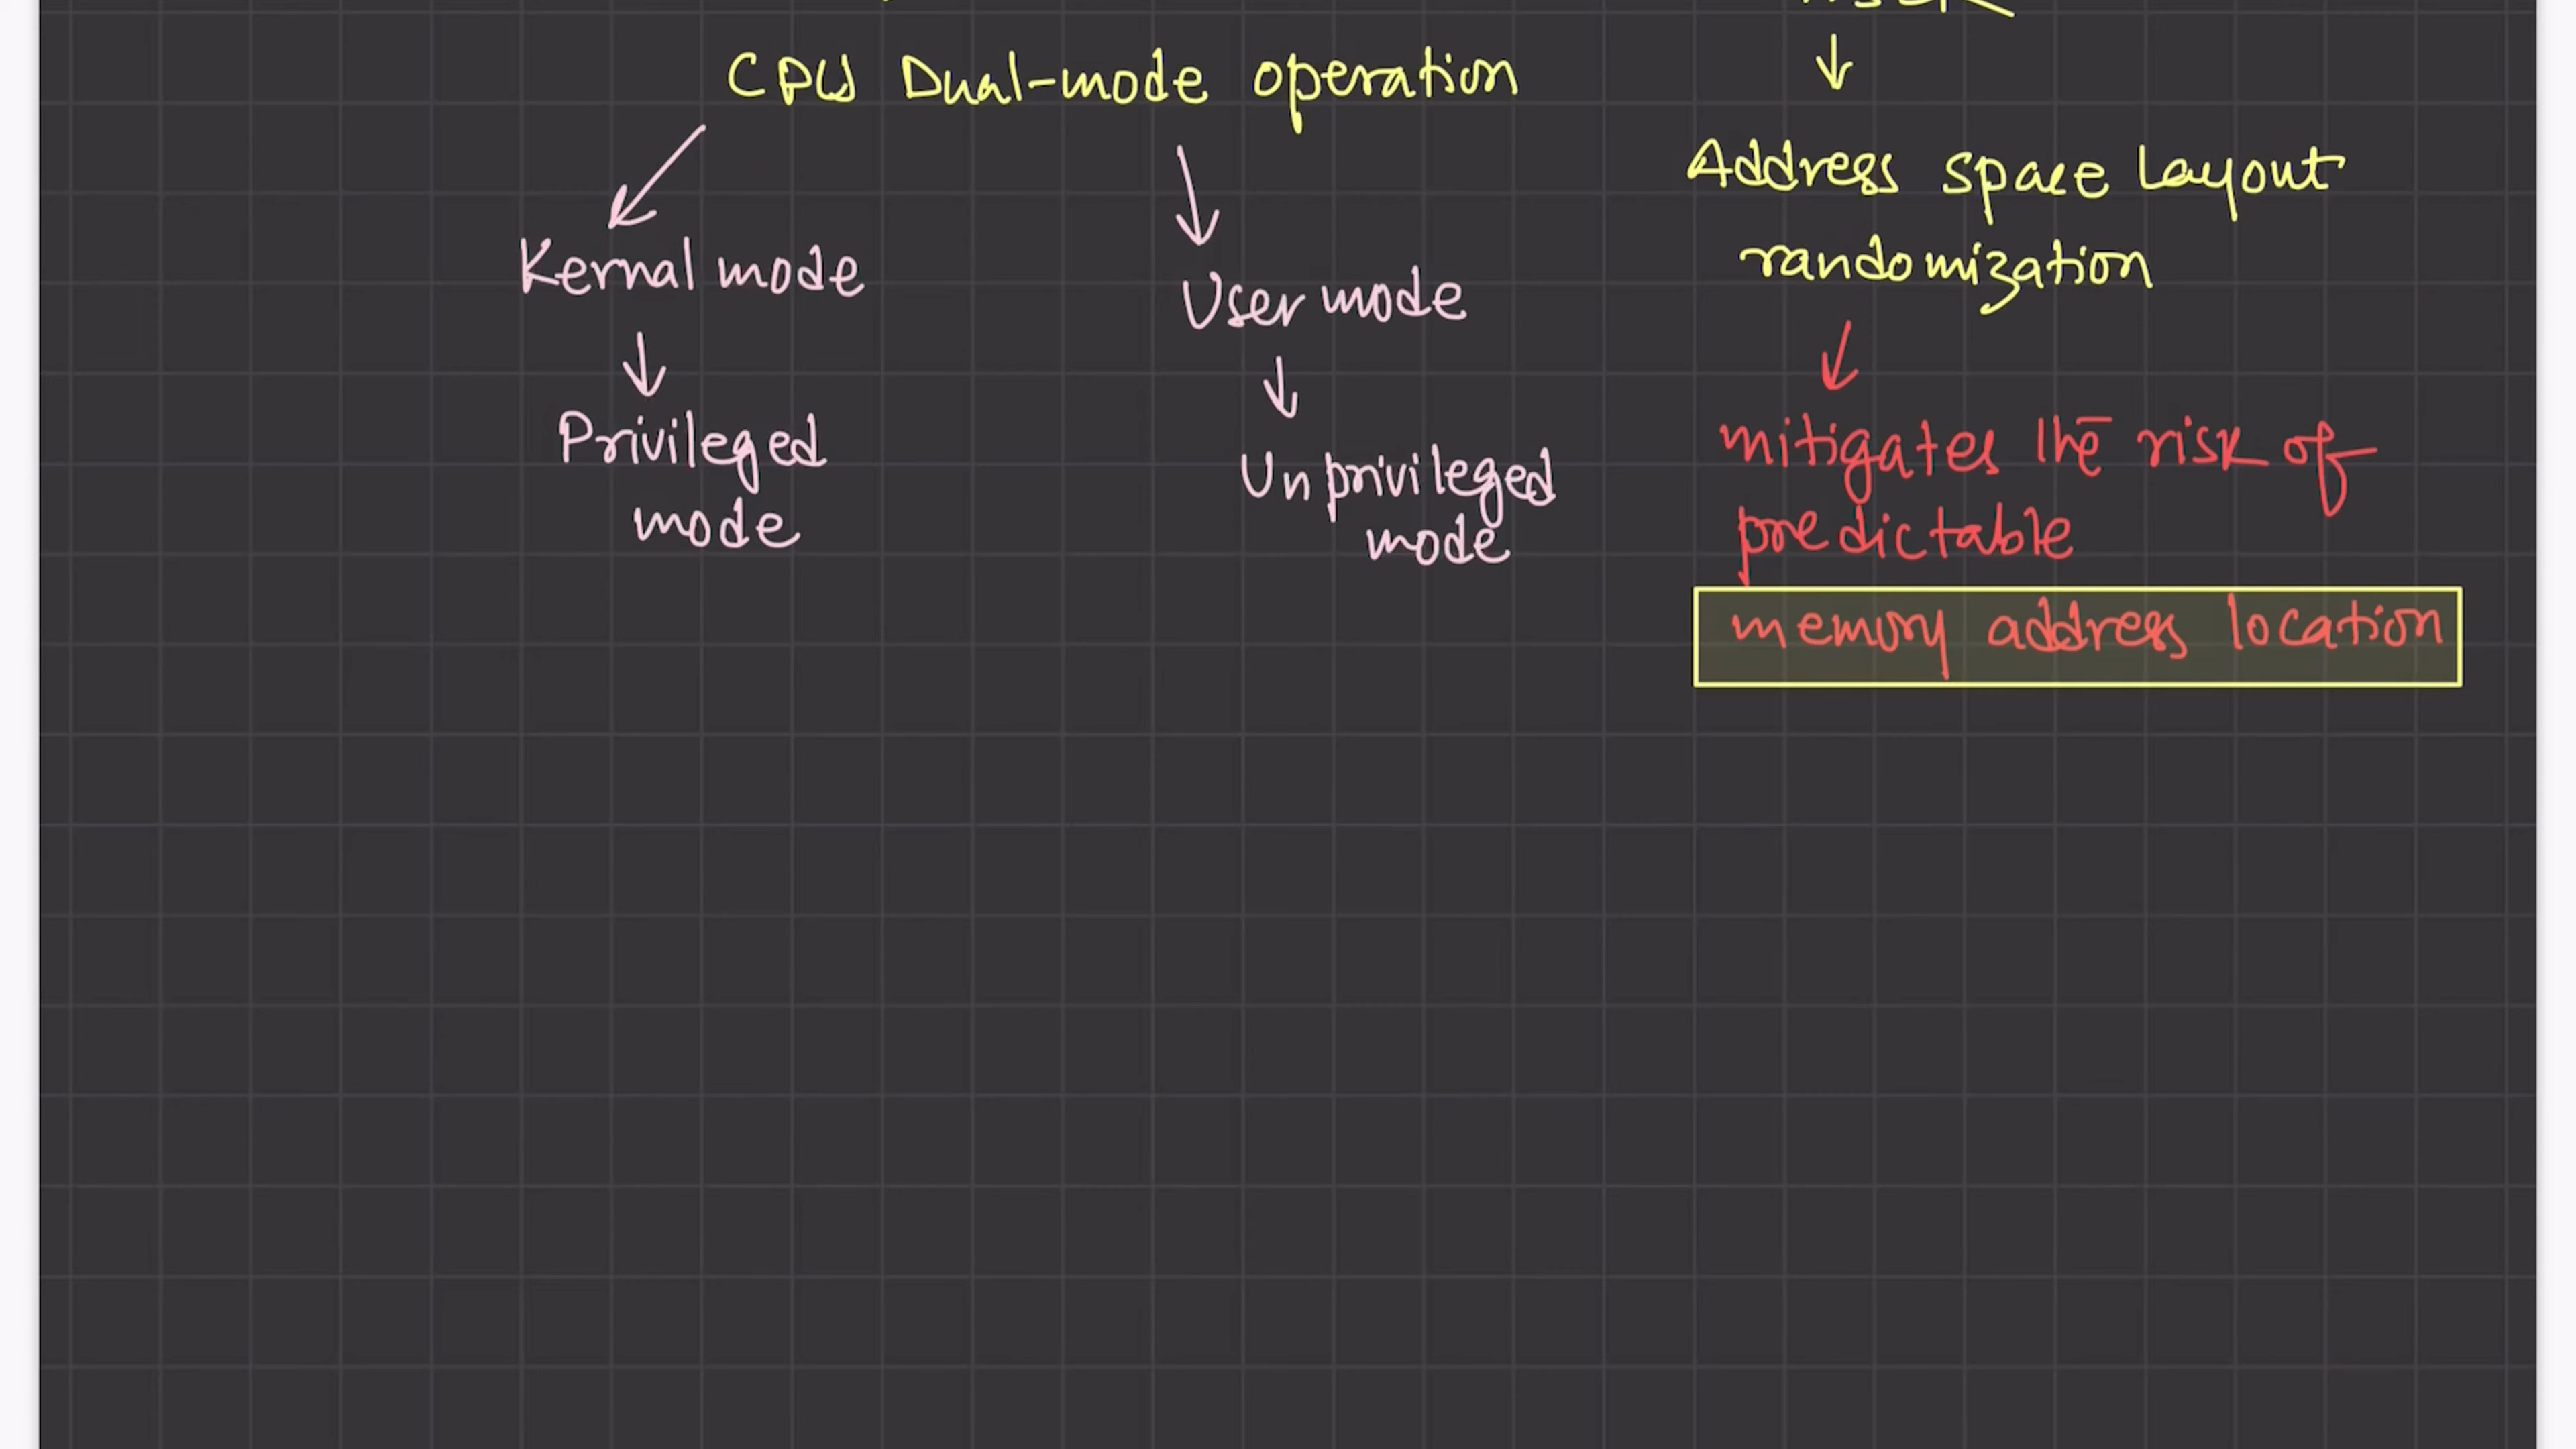 CPU Dual-mode operation
Kernal mode
Privileged
mode
User mode
Unprivileged
mode
Address space Layout
randomization
mitigates the risk of
predictable
memory address location